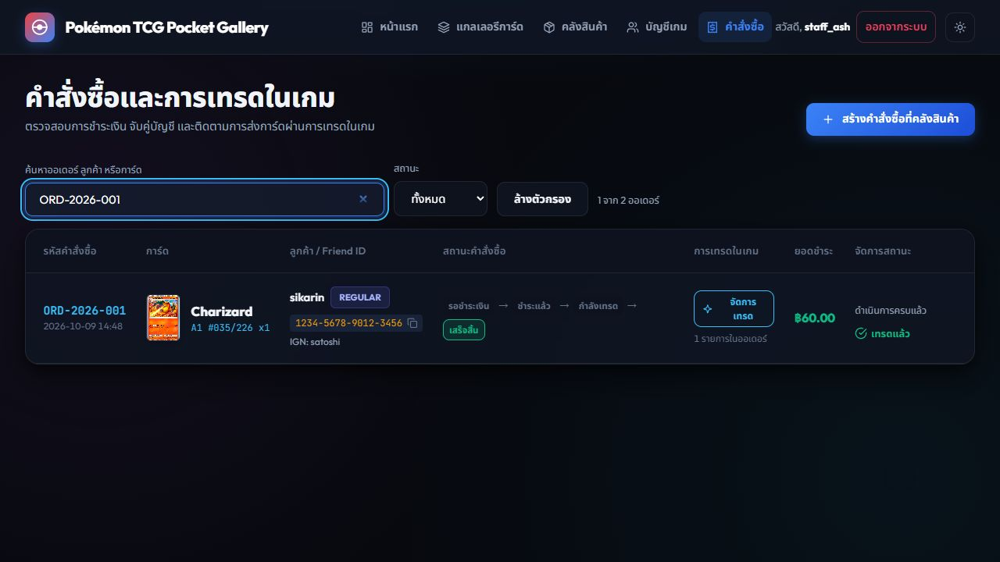 Pokémon TCG Pocket Gallery
หน้าแรก
แกลเลอรีการ์ด
คลังสินค้า
บัญชีเกม
คำสั่งซื้อ
สวัสดี, staff_ash
ออกจากระบบ
คำสั่งซื้อและการเทรดในเกม
ตรวจสอบการชำระเงิน จับคู่บัญชี และติดตามการส่งการ์ดผ่านการเทรดในเกม
+ สร้างคำสั่งซื้อที่คลังสินค้า
ค้นหาออเดอร์ ลูกค้า หรือการ์ด
สถานะ
ORD-2026-001
ทั้งหมด
ล้างตัวกรอง
1 จาก 2 ออเดอร์
รหัสคำสั่งซื้อ
การ์ด
ลูกค้า / Friend ID
สถานะคำสั่งซื้อ
การเทรดในเกม
ยอดชำระ
จัดการสถานะ
ORD-2026-001
2026-10-09 14:48
Charizard
A1 #035/226 x1
sikarin REGULAR
1234-5678-9012-3456
IGN: satoshi
รอชำระเงิน → ชำระแล้ว → กำลังเทรด →
เสร็จสิ้น
จัดการ
เทรด
1 รายการในออเดอร์
฿60.00
ดำเนินการครบแล้ว
เทรดแล้ว